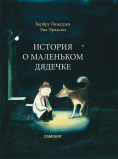 Барбру Линдгрен
Эва Эриксон
ИСТОРИЯ
О МАЛЕНЬКОМ
ДЯДЕЧКЕ
САМОКАТ